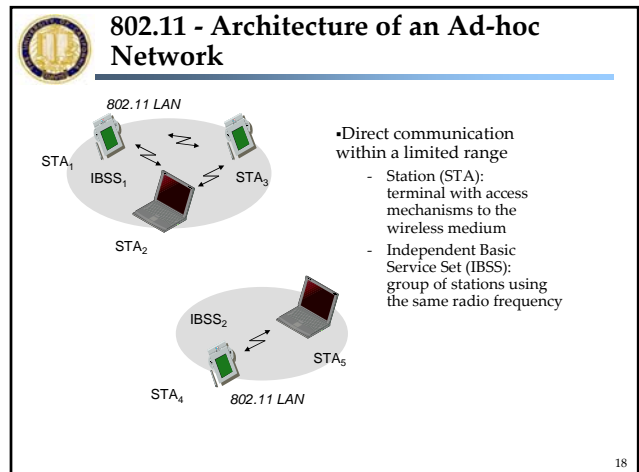 802.11 - Architecture of an Ad-hoc
Network
802.11 LAN
STA1
IBSS1
STA3
STA2
IBSS2
STA5
STA4
802.11 LAN
▪Direct communication
within a limited range
- Station (STA):
terminal with access
mechanisms to the
wireless medium
- Independent Basic
Service Set (IBSS):
group of stations using
the same radio frequency
18